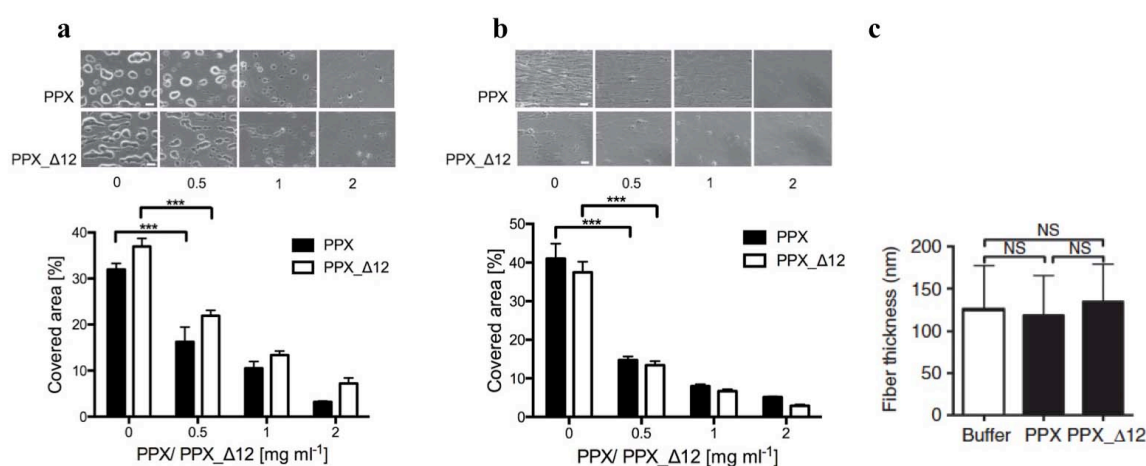 a
PPX
PPX_Δ12
0 0.5 1 2
***
***
40
30
20
10
0
Covered area [%]
PPX
PPX_Δ12
0 0.5 1 2
PPX/ PPX_Δ12 [mg ml⁻¹]
b
PPX
PPX_Δ12
0 0.5 1 2
***
***
50
40
30
20
10
0
Covered area [%]
PPX
PPX_Δ12
0 0.5 1 2
PPX/ PPX_Δ12 [mg ml⁻¹]
c
NS
NS NS
200
150
100
50
0
Fiber thickness (nm)
Buffer PPX PPX_Δ12